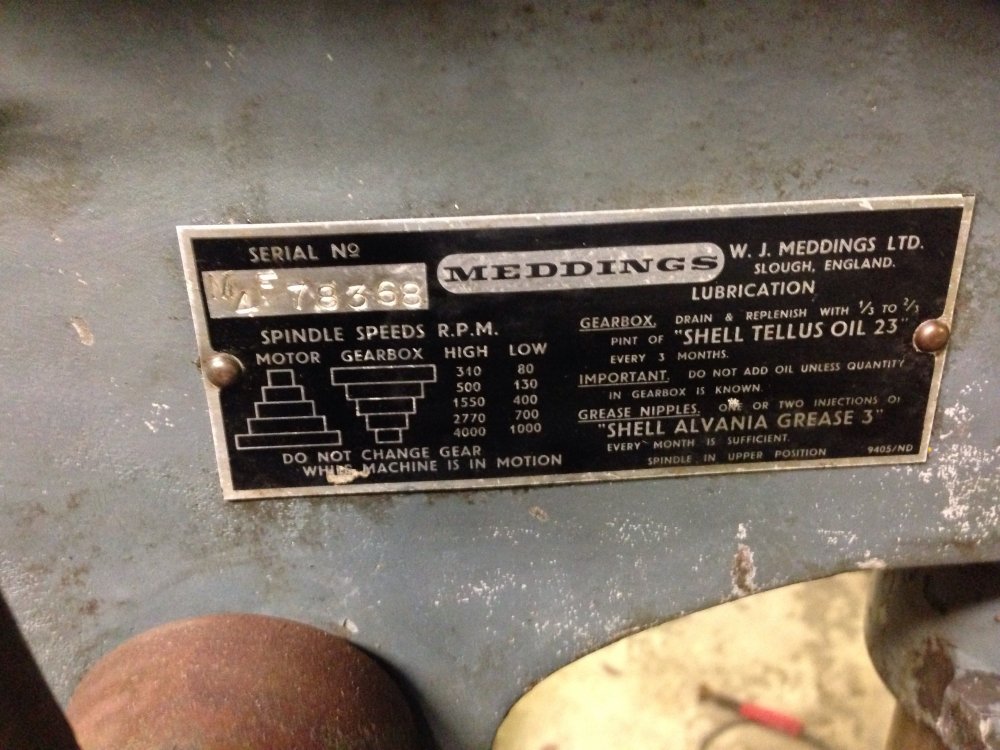 SERIAL Nº
78368
SPINDLE SPEEDS R.P.M.
MOTOR GEARBOX HIGH LOW
310 80
500 130
1550 400
2770 700
4000 1000
DO NOT CHANGE GEAR
WHILE MACHINE IS IN MOTION
MEDDINGS
W. J. MEDDINGS LTD.
SLOUGH, ENGLAND.
LUBRICATION
GEARBOX. DRAIN & REPLENISH WITH 1/3 TO 2/3
PINT OF "SHELL TELLUS OIL 23"
EVERY 3 MONTHS.
IMPORTANT. DO NOT ADD OIL UNLESS QUANTITY
IN GEARBOX IS KNOWN.
GREASE NIPPLES. ONE OR TWO INJECTIONS OF
"SHELL ALVANIA GREASE 3"
EVERY MONTH IS SUFFICIENT.
SPINDLE IN UPPER POSITION 9405/ND